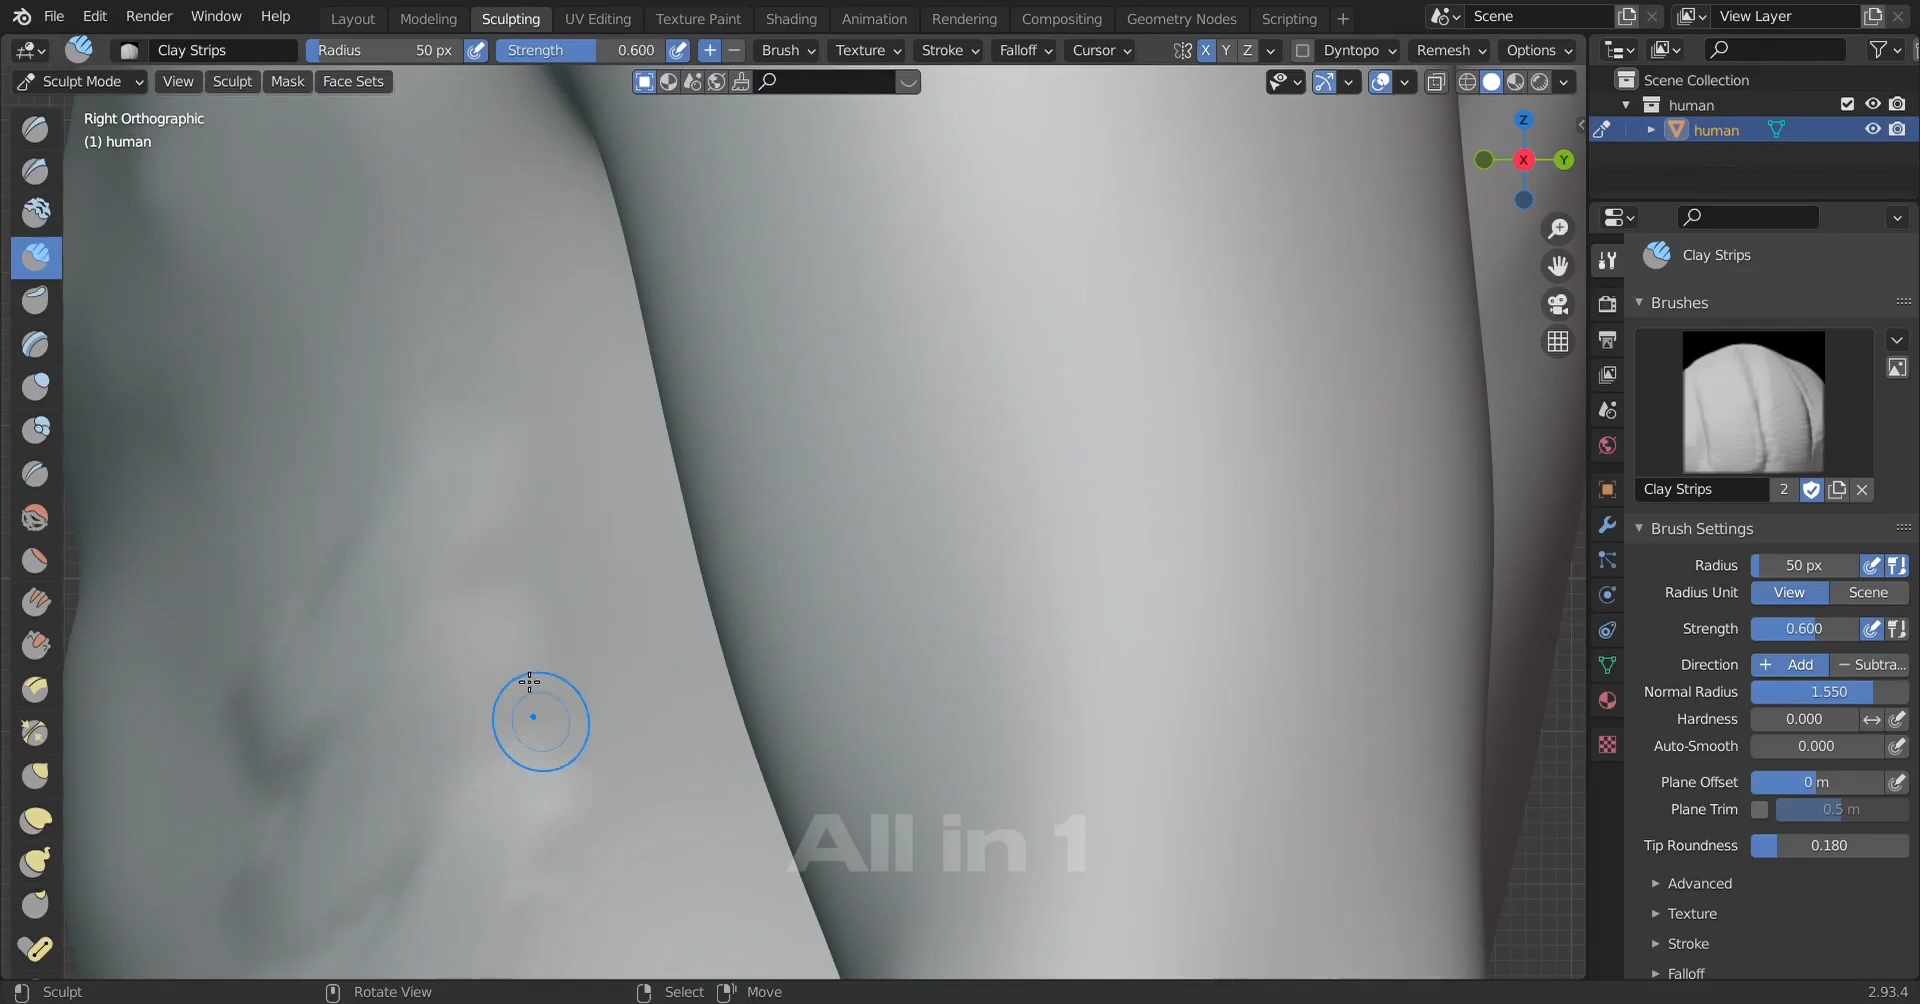 File Edit Render Window Help Layout Modeling Sculpting UV Editing Texture Paint Shading Animation Rendering Compositing Geometry Nodes Scripting + Scene View Layer
Clay Strips Radius 50 px Strength 0.600 + − Brush Texture Stroke Falloff Cursor X Y Z Dyntopo Remesh Options
Sculpt Mode View Sculpt Mask Face Sets
Scene Collection
human
human
Right Orthographic
(1) human
Z
X
Y
Clay Strips
Brushes
Clay Strips 2
Brush Settings
Radius 50 px
Radius Unit View Scene
Strength 0.600
Direction + Add − Subtra...
Normal Radius 1.550
Hardness 0.000
Auto-Smooth 0.000
Plane Offset 0 m
Plane Trim 0.5 m
Tip Roundness 0.180
Advanced
Texture
Stroke
Falloff
All in 1
Sculpt Rotate View Select Move 2.93.4